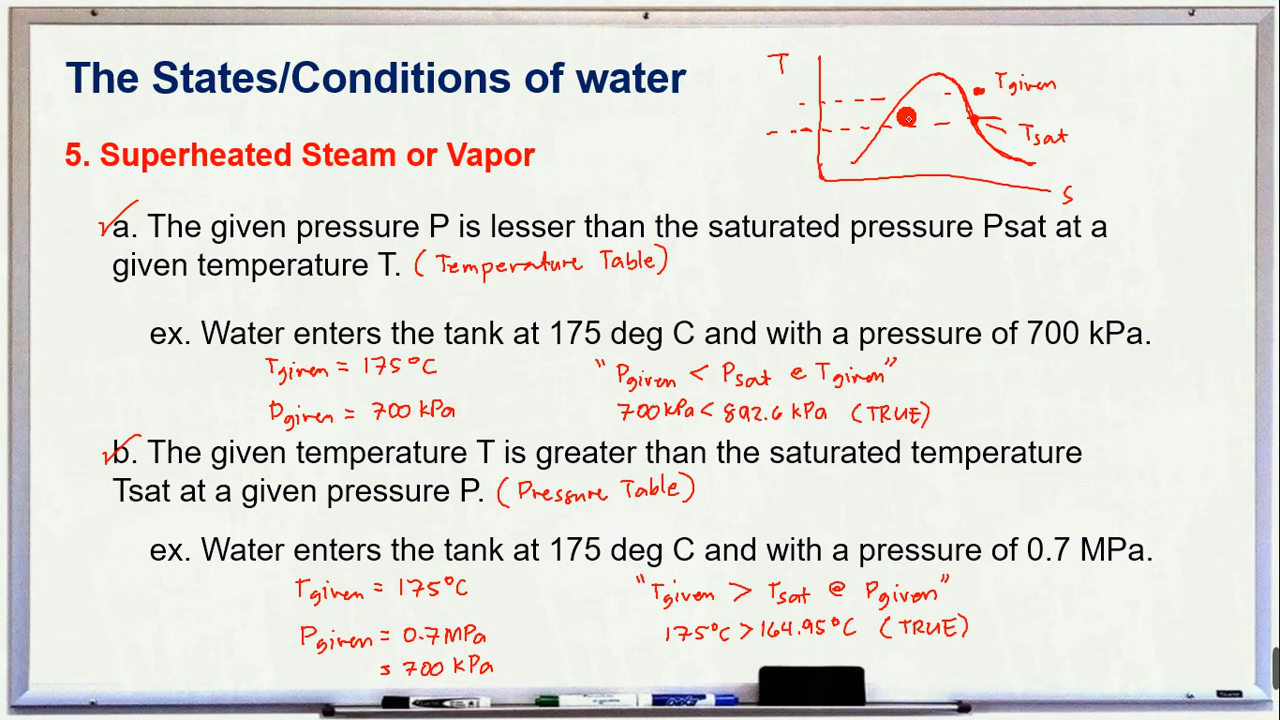 The States/Conditions of water
T
Tgiven
Tsat
S
5. Superheated Steam or Vapor
a. The given pressure P is lesser than the saturated pressure Psat at a
given temperature T. (Temperature Table)
ex. Water enters the tank at 175 deg C and with a pressure of 700 kPa.
Tgiven = 175°C
"Pgiven < Psat @ Tgiven"
Pgiven = 700 kPa
700 kPa < 892.6 kPa (TRUE)
b. The given temperature T is greater than the saturated temperature
Tsat at a given pressure P. (Pressure Table)
ex. Water enters the tank at 175 deg C and with a pressure of 0.7 MPa.
Tgiven = 175°C
"Tgiven > Tsat @ Pgiven"
Pgiven = 0.7 MPa
175°C > 164.95°C (TRUE)
= 700 kPa